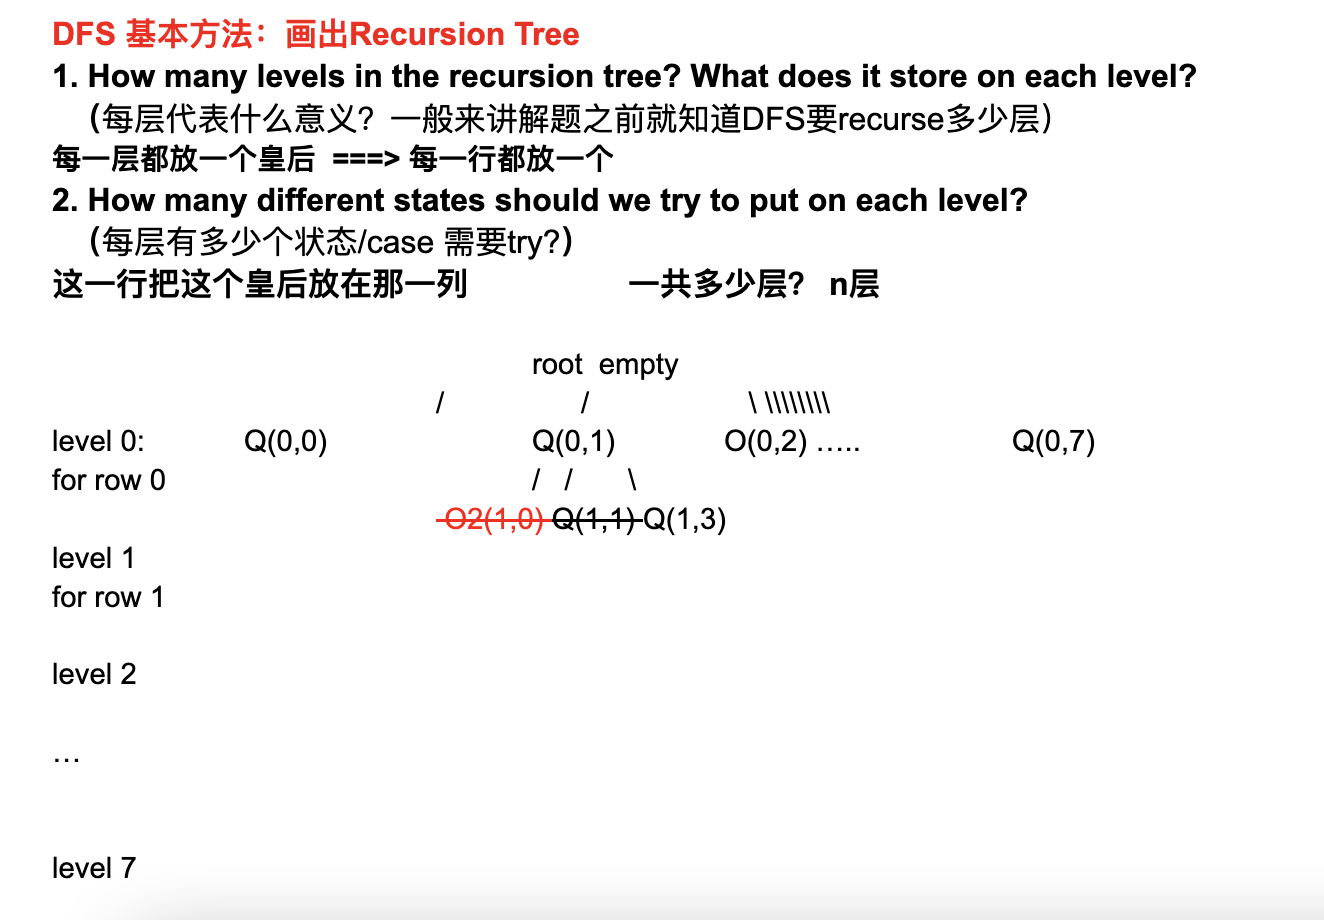 DFS 基本方法：画出Recursion Tree
1. How many levels in the recursion tree? What does it store on each level?
（每层代表什么意义？一般来讲解题之前就知道DFS要recurse多少层）
每一层都放一个皇后 ===> 每一行都放一个
2. How many different states should we try to put on each level?
（每层有多少个状态/case 需要try?）
这一行把这个皇后放在那一列 一共多少层？ n层
root empty
/ / \ \\\\\\\\
level 0: Q(0,0) Q(0,1) O(0,2) ..... Q(0,7)
for row 0 / / \
O2(1,0) Q(1,1) Q(1,3)
level 1
for row 1
level 2
...
level 7